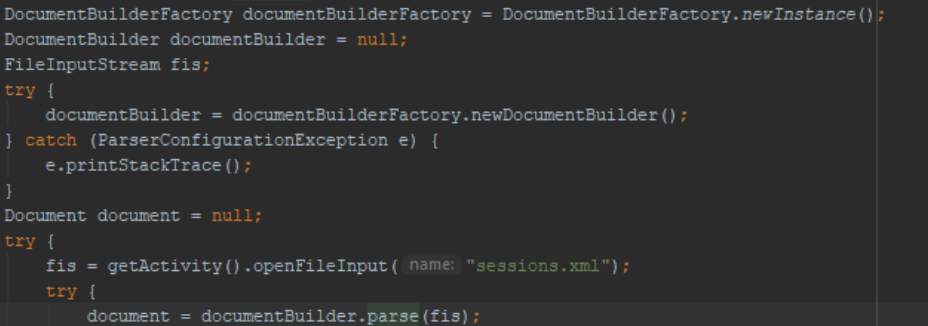 DocumentBuilderFactory documentBuilderFactory = DocumentBuilderFactory.newInstance();
DocumentBuilder documentBuilder = null;
FileInputStream fis;
try {
    documentBuilder = documentBuilderFactory.newDocumentBuilder();
} catch (ParserConfigurationException e) {
    e.printStackTrace();
}
Document document = null;
try {
    fis = getActivity().openFileInput( name: "sessions.xml");
    try {
        document = documentBuilder.parse(fis);